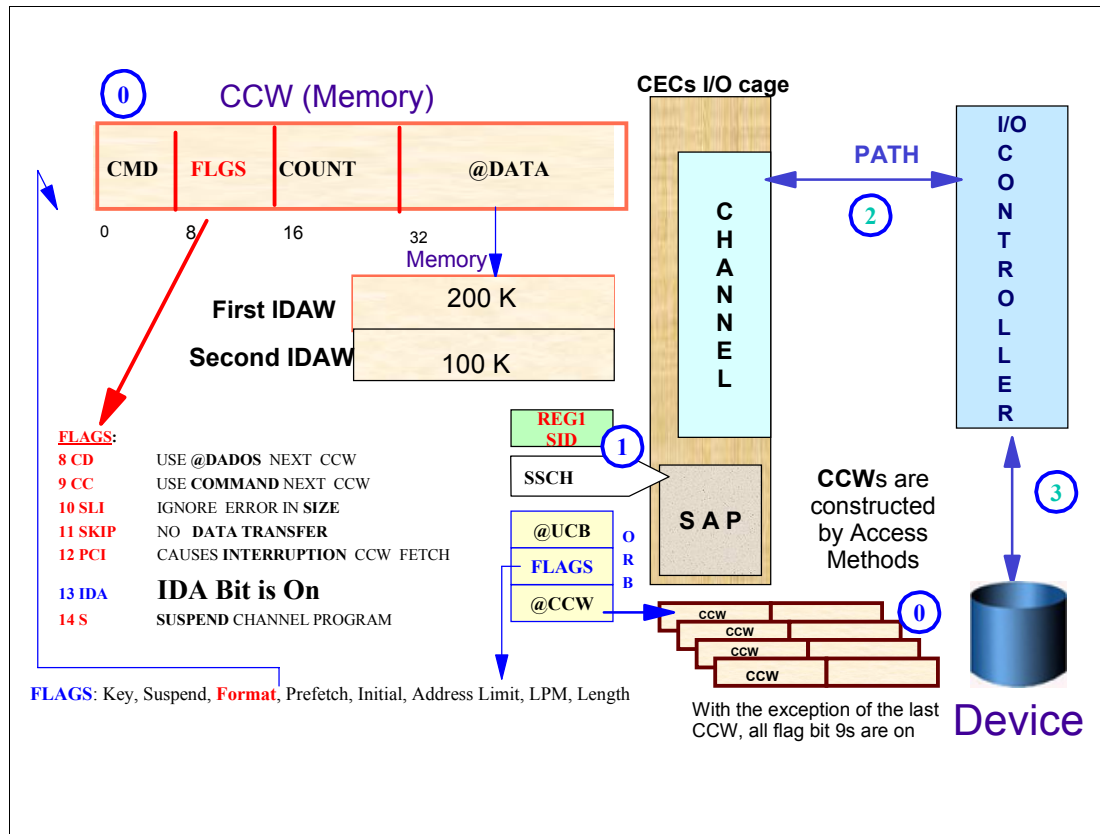 0
CCW (Memory)
CMD FLGS COUNT @DATA
0 8 16 32
Memory
First IDAW 200 K
Second IDAW 100 K
CECs I/O cage
CHANNEL
PATH
2
I/O CONTROLLER
REG1
SID
1
SSCH
SAP
@UCB
FLAGS
@CCW
ORB
FLAGS:
8 CD USE @DADOS NEXT CCW
9 CC USE COMMAND NEXT CCW
10 SLI IGNORE ERROR IN SIZE
11 SKIP NO DATA TRANSFER
12 PCI CAUSES INTERRUPTION CCW FETCH
13 IDA IDA Bit is On
14 S SUSPEND CHANNEL PROGRAM
FLAGS: Key, Suspend, Format, Prefetch, Initial, Address Limit, LPM, Length
CCWs are
constructed
by Access
Methods
3
0
CCW
CCW
CCW
CCW
With the exception of the last
CCW, all flag bit 9s are on
Device